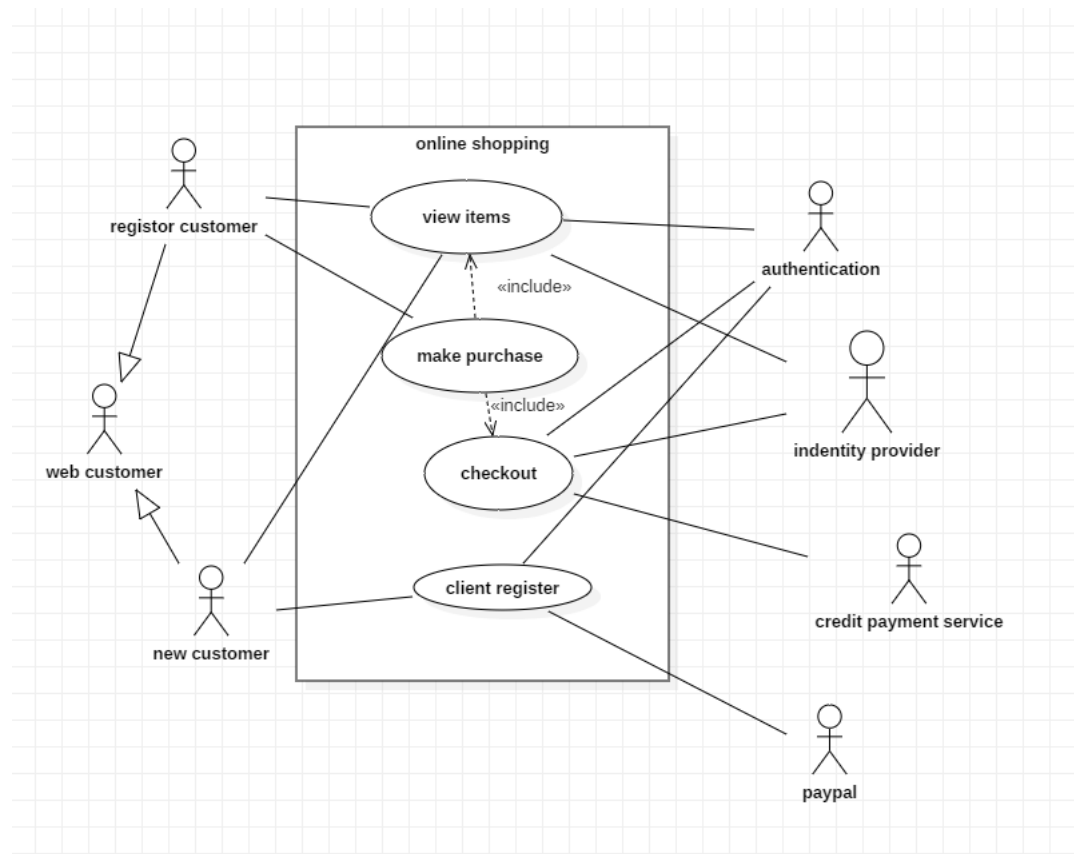 online shopping
registor customer
view items
authentication
«include»
make purchase
«include»
indentity provider
web customer
checkout
client register
credit payment service
new customer
paypal